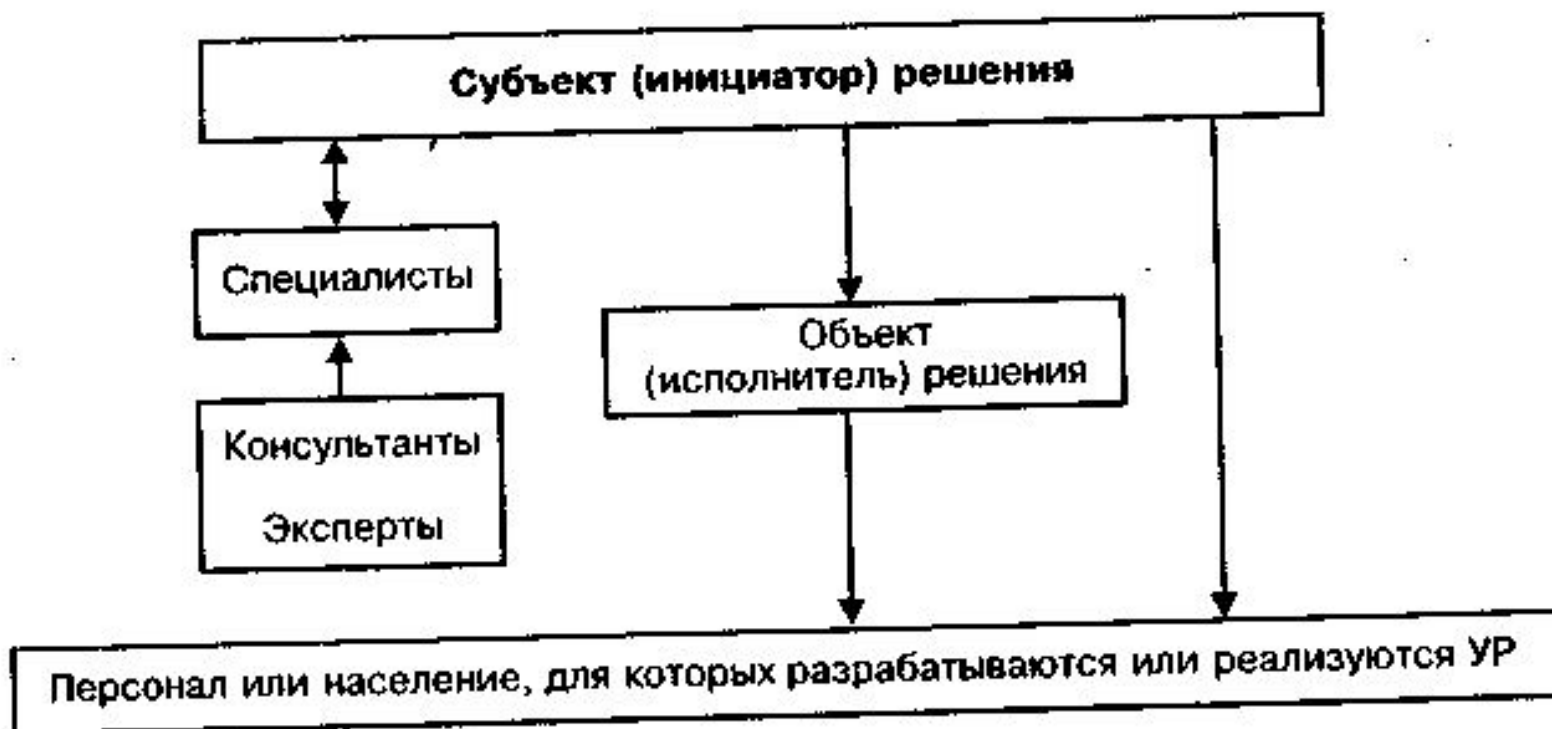 Субъект (инициатор) решения
Специалисты
Объект
(исполнитель) решения
Консультанты
Эксперты
Персонал или население, для которых разрабатываются или реализуются УР